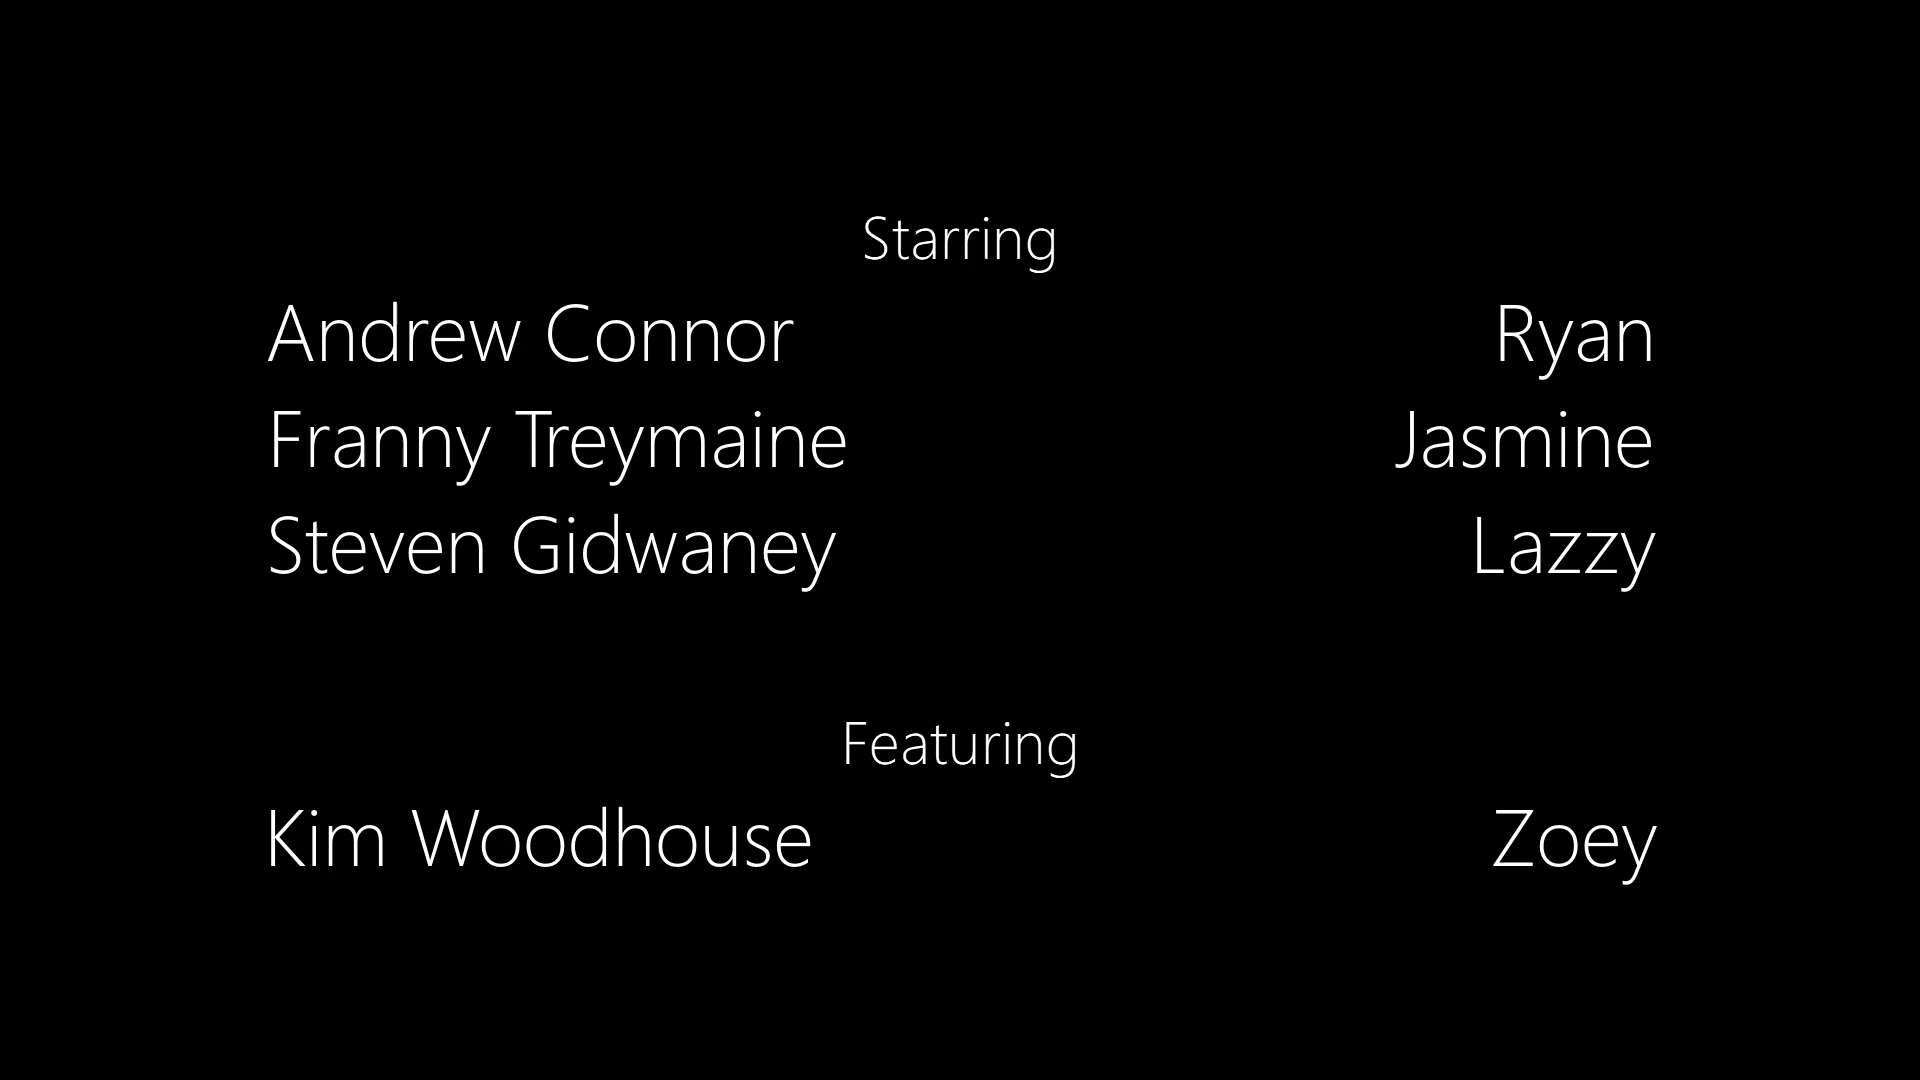 Starring
Andrew Connor Ryan
Franny Treymaine Jasmine
Steven Gidwaney Lazzy
Featuring
Kim Woodhouse Zoey